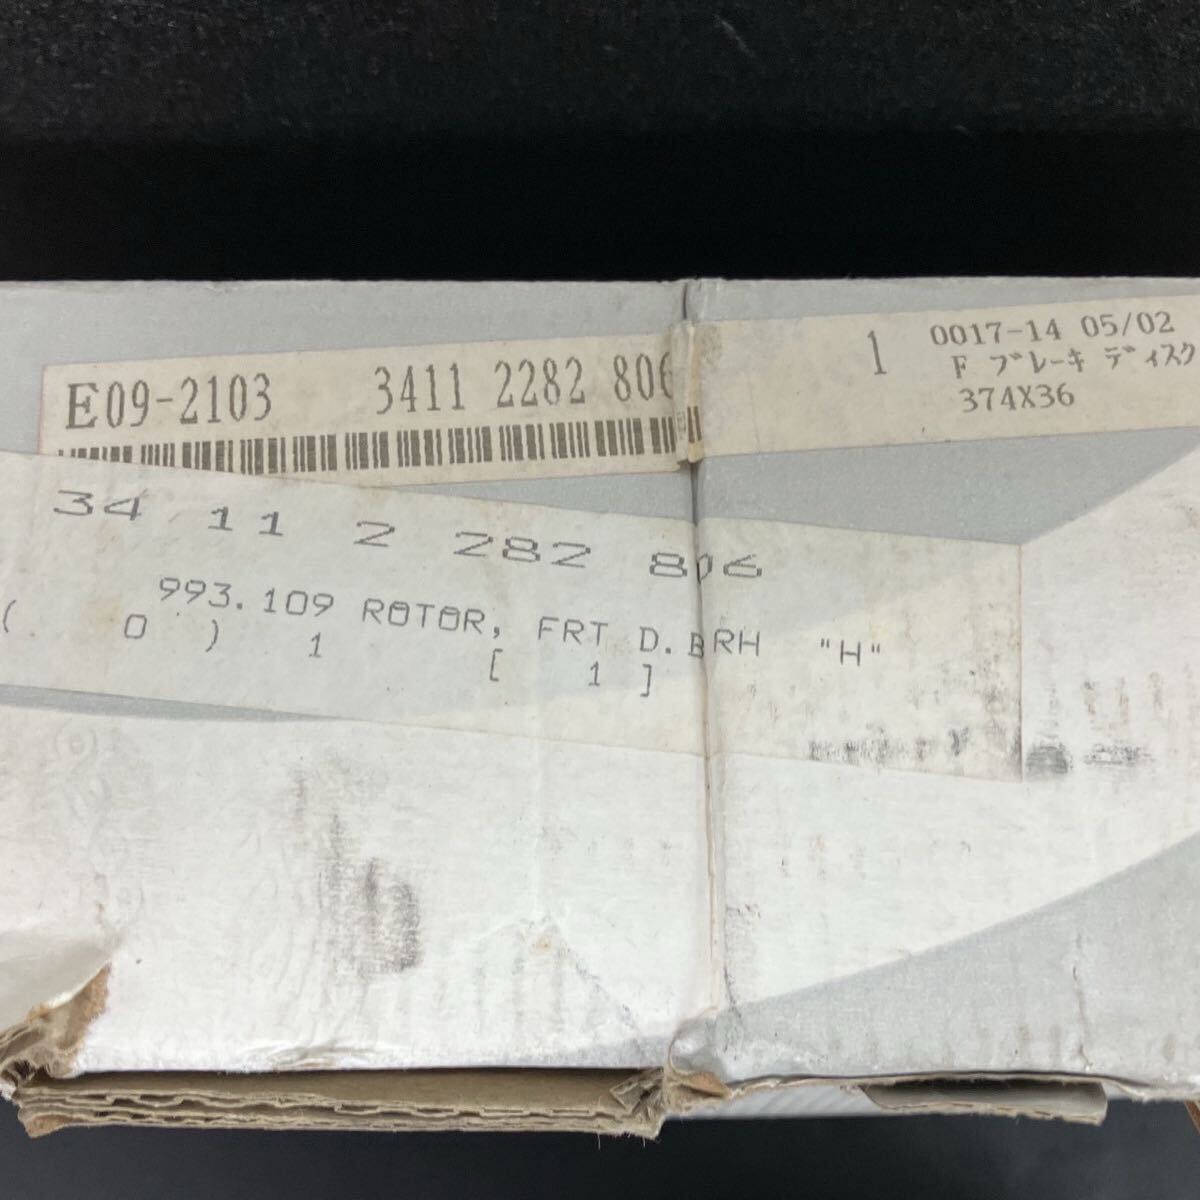 E09-2103 3411 2282 806 1 0017-14 05/02
F ブレーキ ディスク
374X36
34 11 2 282 806
993.109 ROTOR, FRT D.BRH "H"
( 0 ) 1 [ 1 ]